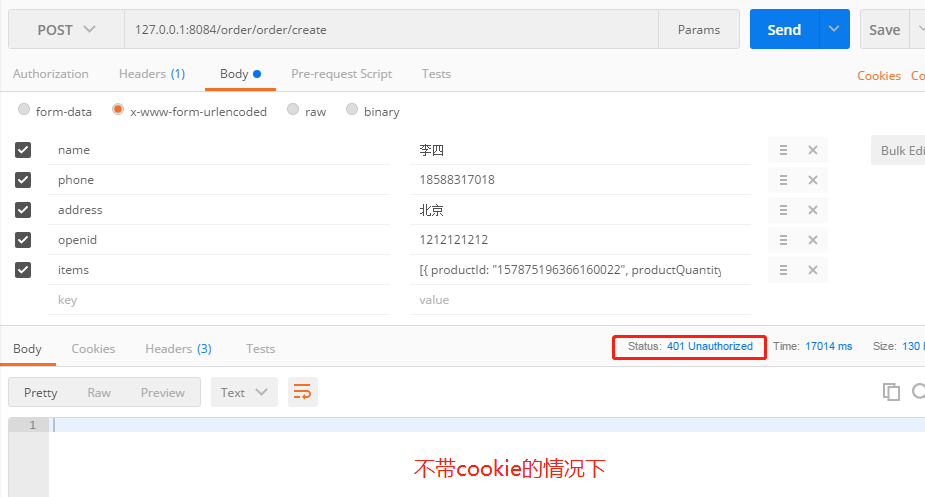 POST 127.0.0.1:8084/order/order/create Params Send Save
Authorization Headers (1) Body Pre-request Script Tests Cookies Co
form-data x-www-form-urlencoded raw binary
name 李四 Bulk Edi
phone 18588317018
address 北京
openid 1212121212
items [{ productId: "157875196366160022", productQuantity
key value
Body Cookies Headers (3) Tests Status: 401 Unauthorized Time: 17014 ms Size: 130
Pretty Raw Preview Text
1
不带cookie的情况下